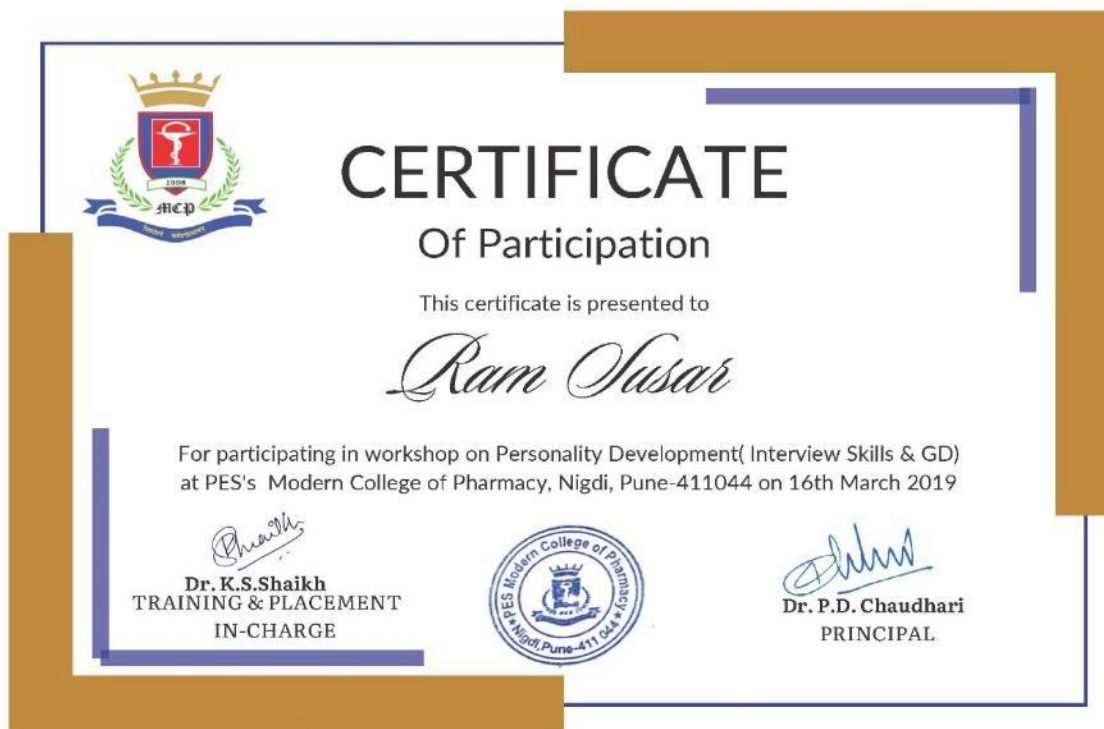 1998
MCP
CERTIFICATE
Of Participation
This certificate is presented to
Ram Susar
For participating in workshop on Personality Development( Interview Skills & GD)
at PES's  Modern College of Pharmacy, Nigdi, Pune-411044 on 16th March 2019
Dr. K.S.Shaikh
TRAINING & PLACEMENT
IN-CHARGE
PES Modern College of Pharmacy
Nigdi, Pune-411 044
Dr. P.D. Chaudhari
PRINCIPAL